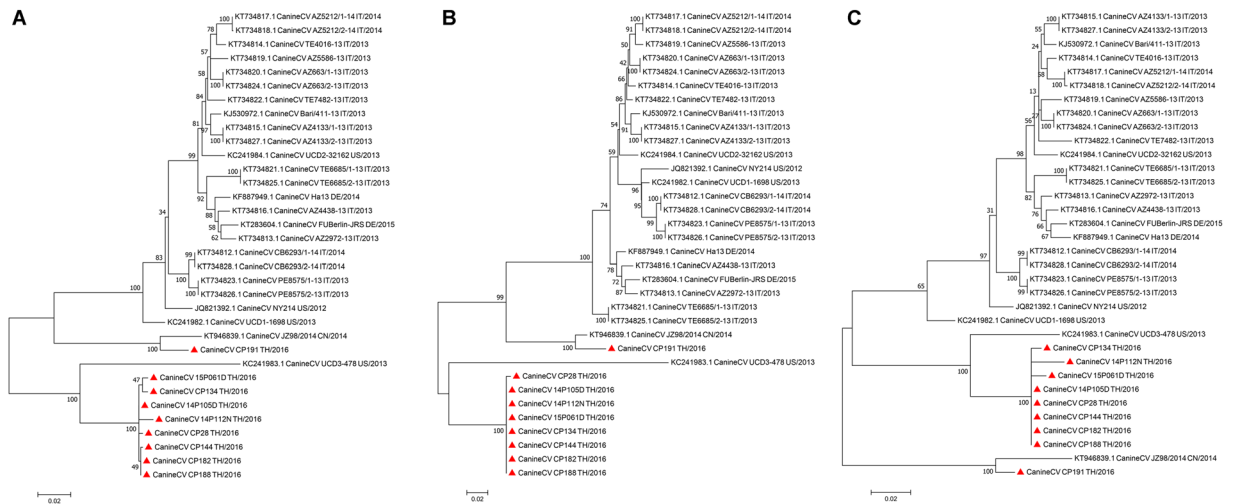 A
KT734817.1 CanineCV AZ5212/1-14 IT/2014
KT734818.1 CanineCV AZ5212/2-14 IT/2014
KT734814.1 CanineCV TE4016-13 IT/2013
KT734819.1 CanineCV AZ5586-13 IT/2013
KT734820.1 CanineCV AZ663/1-13 IT/2013
KT734824.1 CanineCV AZ663/2-13 IT/2013
KT734822.1 CanineCV TE7482-13 IT/2013
KJ530972.1 CanineCV Bari/411-13 IT/2013
KT734815.1 CanineCV AZ4133/1-13 IT/2013
KT734827.1 CanineCV AZ4133/2-13 IT/2013
KC241984.1 CanineCV UCD2-32162 US/2013
KT734821.1 CanineCV TE6685/1-13 IT/2013
KT734825.1 CanineCV TE6685/2-13 IT/2013
KF887949.1 CanineCV Ha13 DE/2014
KT734816.1 CanineCV AZ4438-13 IT/2013
KT283604.1 CanineCV FUBerlin-JRS DE/2015
KT734813.1 CanineCV AZ2972-13 IT/2013
KT734812.1 CanineCV CB6293/1-14 IT/2014
KT734828.1 CanineCV CB6293/2-14 IT/2014
KT734823.1 CanineCV PE8575/1-13 IT/2013
KT734826.1 CanineCV PE8575/2-13 IT/2013
JQ821392.1 CanineCV NY214 US/2012
KC241982.1 CanineCV UCD1-1698 US/2013
KT946839.1 CanineCV JZ98/2014 CN/2014
CanineCV CP191 TH/2016
KC241983.1 CanineCV UCD3-478 US/2013
CanineCV 15P061D TH/2016
CanineCV CP134 TH/2016
CanineCV 14P105D TH/2016
CanineCV 14P112N TH/2016
CanineCV CP28 TH/2016
CanineCV CP144 TH/2016
CanineCV CP182 TH/2016
CanineCV CP188 TH/2016
100
78
57
58
100
84
81
97
100
99
100
92
88
58
62
34
83
99
99
100
100
100
100
47
49
0.02
B
KT734817.1 CanineCV AZ5212/1-14 IT/2014
KT734818.1 CanineCV AZ5212/2-14 IT/2014
KT734819.1 CanineCV AZ5586-13 IT/2013
KT734820.1 CanineCV AZ663/1-13 IT/2013
KT734824.1 CanineCV AZ663/2-13 IT/2013
KT734814.1 CanineCV TE4016-13 IT/2013
KT734822.1 CanineCV TE7482-13 IT/2013
KJ530972.1 CanineCV Bari/411-13 IT/2013
KT734815.1 CanineCV AZ4133/1-13 IT/2013
KT734827.1 CanineCV AZ4133/2-13 IT/2013
KC241984.1 CanineCV UCD2-32162 US/2013
JQ821392.1 CanineCV NY214 US/2012
KC241982.1 CanineCV UCD1-1698 US/2013
KT734812.1 CanineCV CB6293/1-14 IT/2014
KT734828.1 CanineCV CB6293/2-14 IT/2014
KT734823.1 CanineCV PE8575/1-13 IT/2013
KT734826.1 CanineCV PE8575/2-13 IT/2013
KF887949.1 CanineCV Ha13 DE/2014
KT734816.1 CanineCV AZ4438-13 IT/2013
KT283604.1 CanineCV FUBerlin-JRS DE/2015
KT734813.1 CanineCV AZ2972-13 IT/2013
KT734821.1 CanineCV TE6685/1-13 IT/2013
KT734825.1 CanineCV TE6685/2-13 IT/2013
KT946839.1 CanineCV JZ98/2014 CN/2014
CanineCV CP191 TH/2016
KC241983.1 CanineCV UCD3-478 US/2013
CanineCV CP28 TH/2016
CanineCV 14P105D TH/2016
CanineCV 14P112N TH/2016
CanineCV 15P061D TH/2016
CanineCV CP134 TH/2016
CanineCV CP144 TH/2016
CanineCV CP182 TH/2016
CanineCV CP188 TH/2016
100
91
50
42
100
66
86
91
100
54
59
96
99
95
100
74
78
72
87
100
99
100
100
100
0.02
C
KT734815.1 CanineCV AZ4133/1-13 IT/2013
KT734827.1 CanineCV AZ4133/2-13 IT/2013
KJ530972.1 CanineCV Bari/411-13 IT/2013
KT734814.1 CanineCV TE4016-13 IT/2013
KT734817.1 CanineCV AZ5212/1-14 IT/2014
KT734818.1 CanineCV AZ5212/2-14 IT/2014
KT734819.1 CanineCV AZ5586-13 IT/2013
KT734820.1 CanineCV AZ663/1-13 IT/2013
KT734824.1 CanineCV AZ663/2-13 IT/2013
KT734822.1 CanineCV TE7482-13 IT/2013
KC241984.1 CanineCV UCD2-32162 US/2013
KT734821.1 CanineCV TE6685/1-13 IT/2013
KT734825.1 CanineCV TE6685/2-13 IT/2013
KT734813.1 CanineCV AZ2972-13 IT/2013
KT734816.1 CanineCV AZ4438-13 IT/2013
KT283604.1 CanineCV FUBerlin-JRS DE/2015
KF887949.1 CanineCV Ha13 DE/2014
KT734812.1 CanineCV CB6293/1-14 IT/2014
KT734828.1 CanineCV CB6293/2-14 IT/2014
KT734823.1 CanineCV PE8575/1-13 IT/2013
KT734826.1 CanineCV PE8575/2-13 IT/2013
JQ821392.1 CanineCV NY214 US/2012
KC241982.1 CanineCV UCD1-1698 US/2013
KC241983.1 CanineCV UCD3-478 US/2013
CanineCV CP134 TH/2016
CanineCV 14P112N TH/2016
CanineCV 15P061D TH/2016
CanineCV 14P105D TH/2016
CanineCV CP28 TH/2016
CanineCV CP144 TH/2016
CanineCV CP182 TH/2016
CanineCV CP188 TH/2016
KT946839.1 CanineCV JZ98/2014 CN/2014
CanineCV CP191 TH/2016
100
55
24
58
100
13
27
100
56
98
100
82
76
66
67
31
97
100
99
100
65
100
100
100
0.02